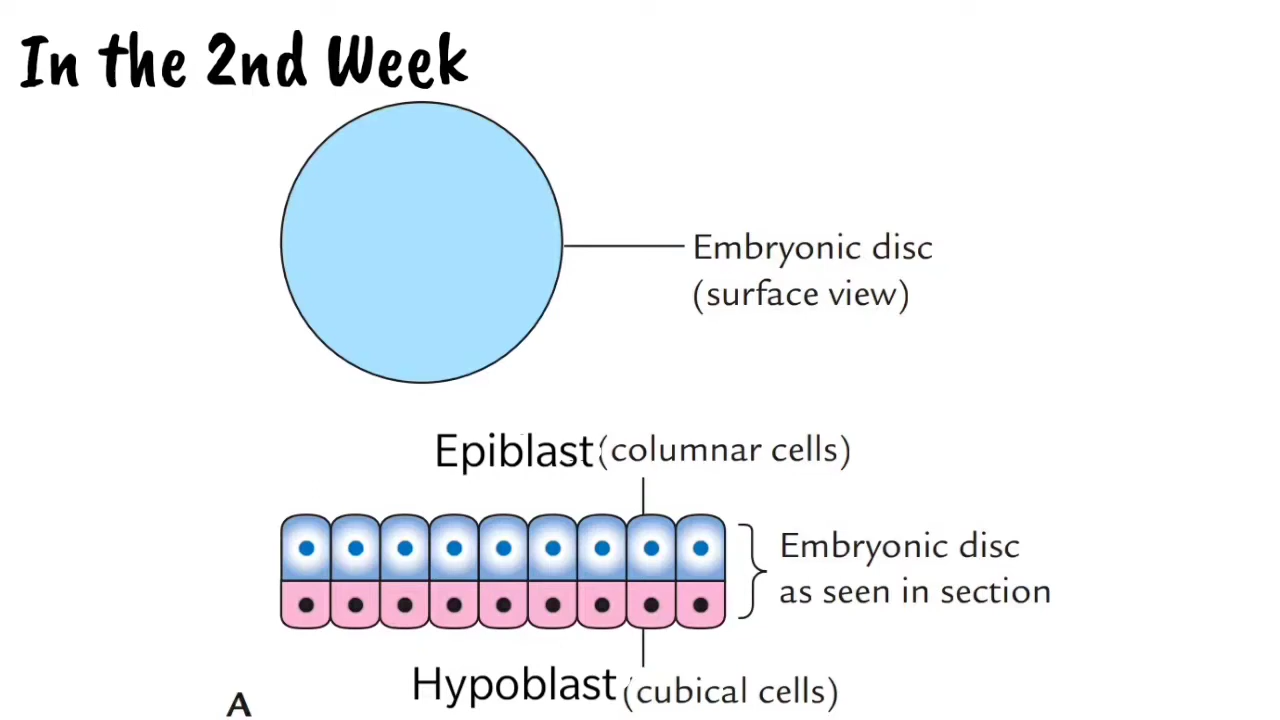 In the 2nd Week
Embryonic disc
(surface view)
Epiblast (columnar cells)
Embryonic disc
as seen in section
Hypoblast (cubical cells)
A